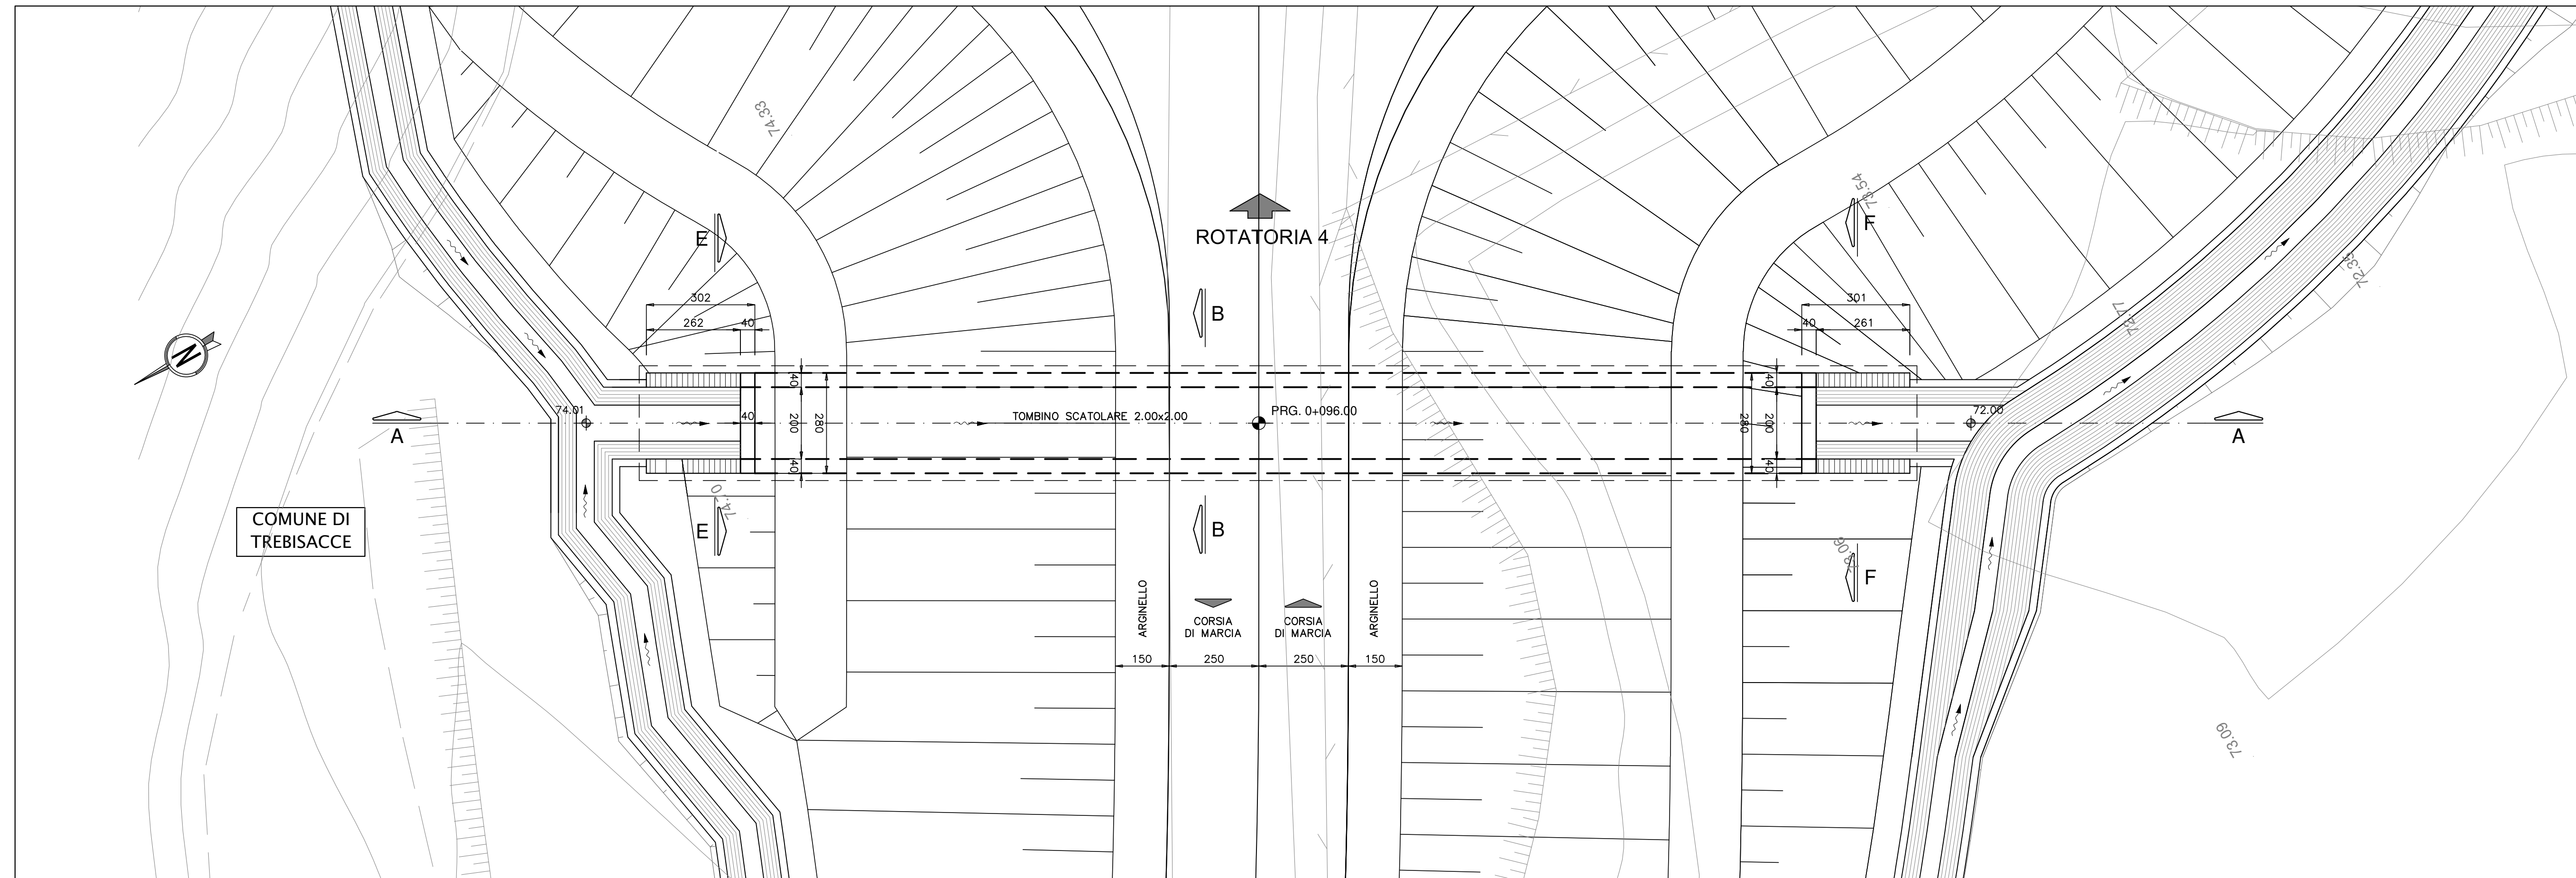 74.33
73.54
E
F
ROTATORIA 4
72.35
302
B
301
72.77
262
40
40
261
N
40
40
74.01
40
200
280
TOMBINO SCATOLARE 2.00x2.00
PRG. 0+096.00
280
200
72.00
A
A
40
40
COMUNE DI
TREBISACCE
E
B
F
ARGINELLO
CORSIA
DI MARCIA
CORSIA
DI MARCIA
ARGINELLO
150
250
250
150
73.09